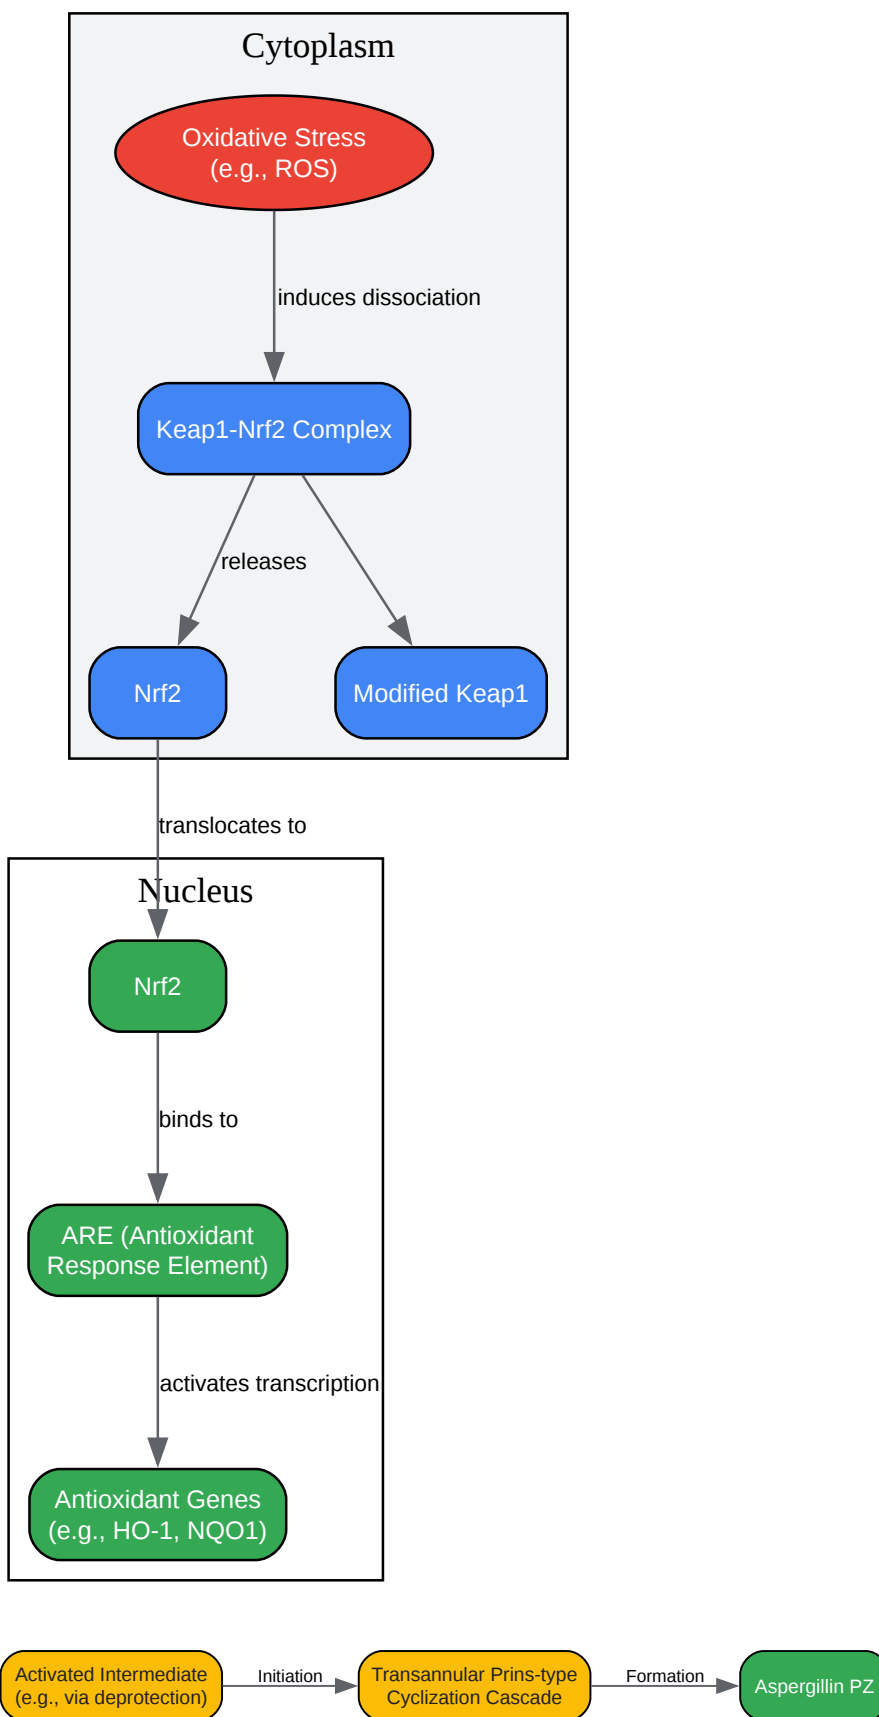 Cytoplasm
Oxidative Stress
(e.g., ROS)
induces dissociation
Keap1-Nrf2 Complex
releases
Nrf2
Modified Keap1
translocates to
Nucleus
Nrf2
binds to
ARE (Antioxidant
Response Element)
activates transcription
Antioxidant Genes
(e.g., HO-1, NQO1)
Activated Intermediate
(e.g., via deprotection)
Initiation
Transannular Prins-type
Cyclization Cascade
Formation
Aspergillin PZ